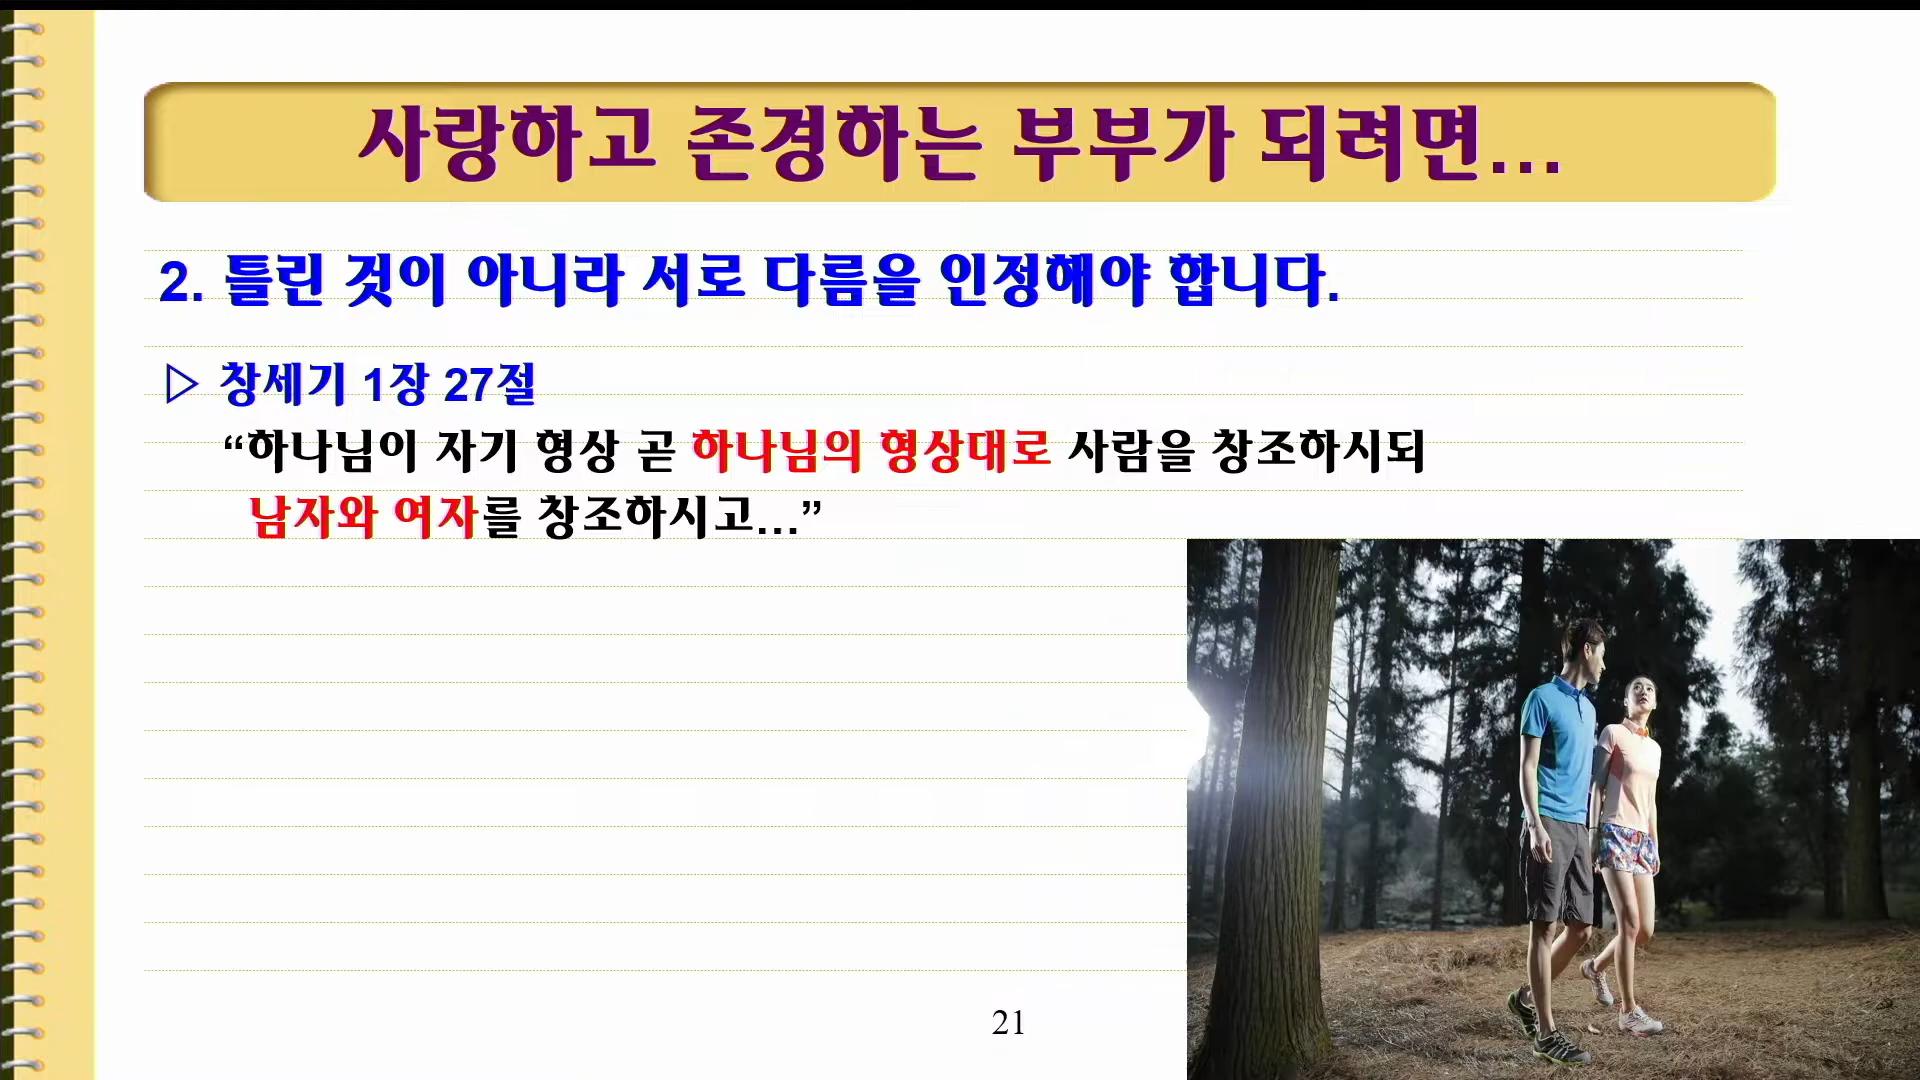 사랑하고 존경하는 부부가 되려면...
2. 틀린 것이 아니라 서로 다름을 인정해야 합니다.
▷ 창세기 1장 27절
“하나님이 자기 형상 곧 하나님의 형상대로 사람을 창조하시되
남자와 여자를 창조하시고...”
21